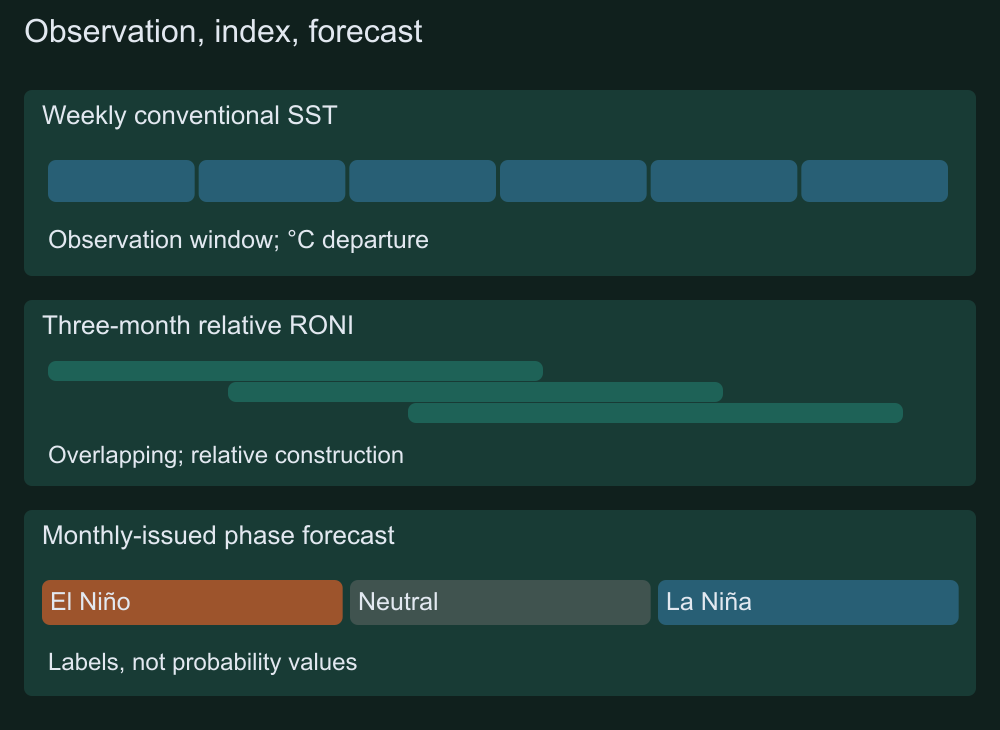 Observation, index, forecast
Weekly conventional SST
Observation window; °C departure
Three-month relative RONI
Overlapping; relative construction
Monthly-issued phase forecast
El Niño
Neutral
La Niña
Labels, not probability values